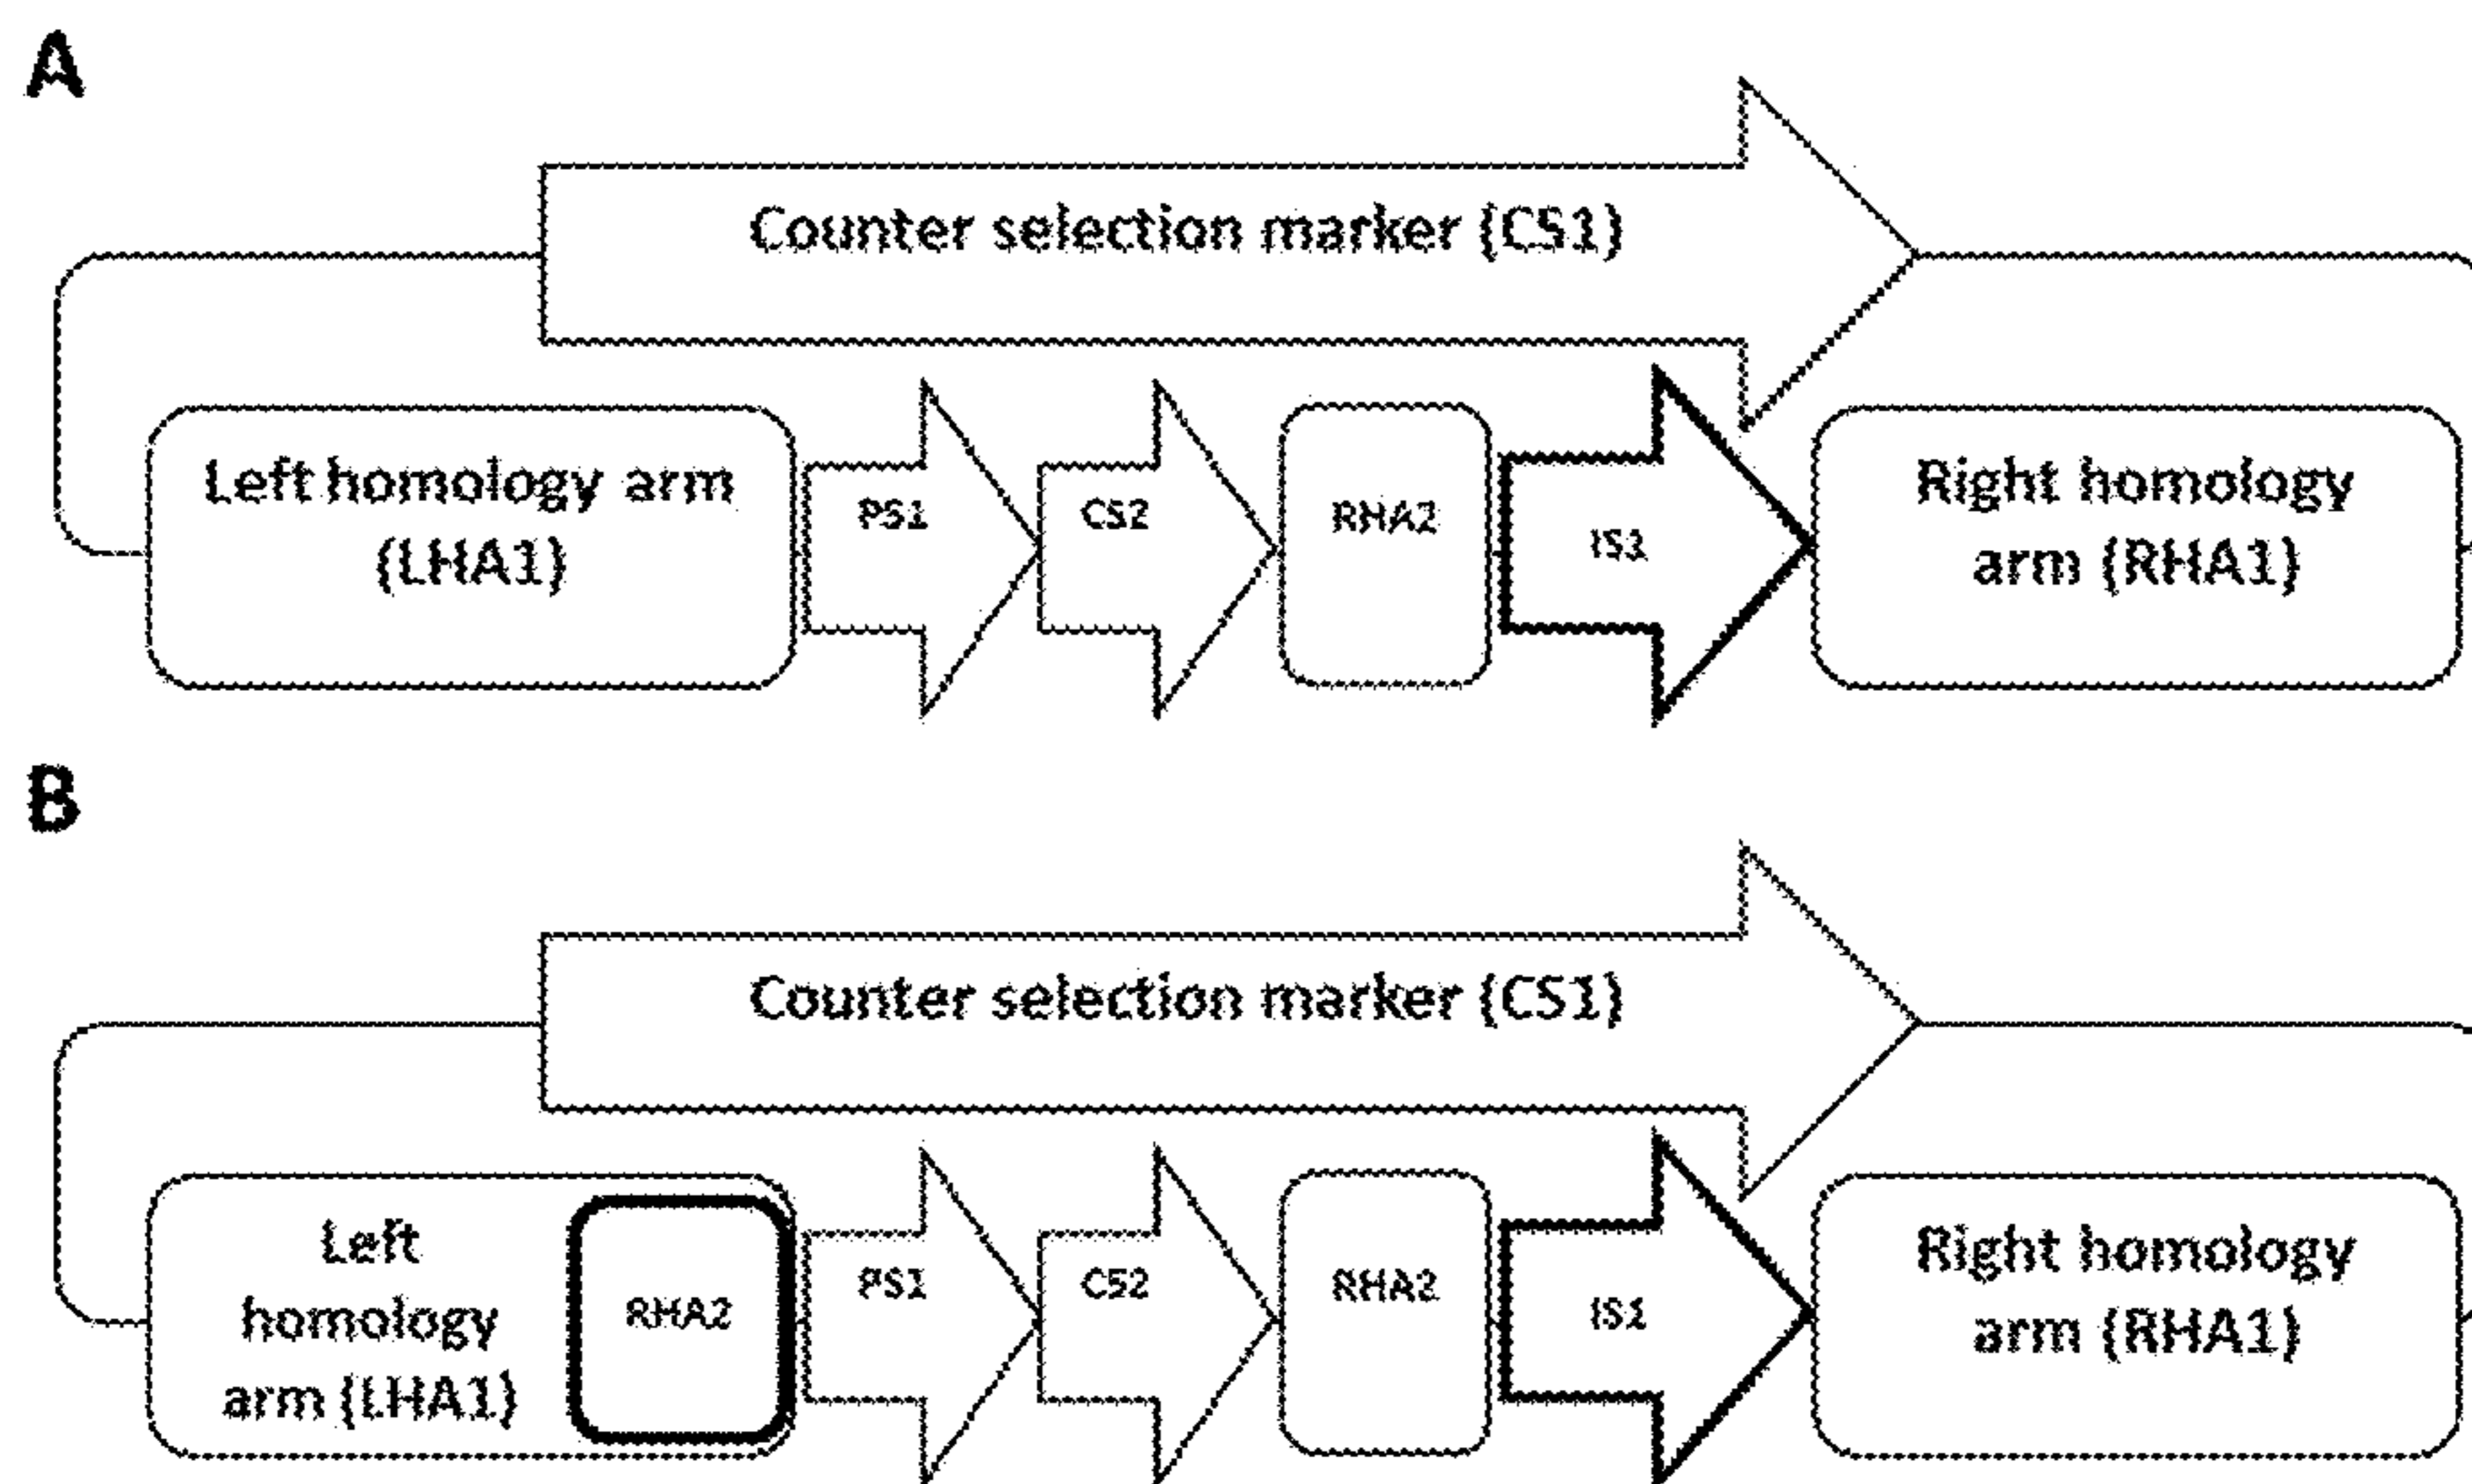 A
Counter selection marker (CS1)
Left homology arm
(LHA1)
PS1
CS2
RHA2
IS1
Right homology
arm (RHA1)
B
Counter selection marker (CS1)
Left
homology
arm (LHA1)
RHA2
PS1
CS2
RHA2
IS1
Right homology
arm (RHA1)